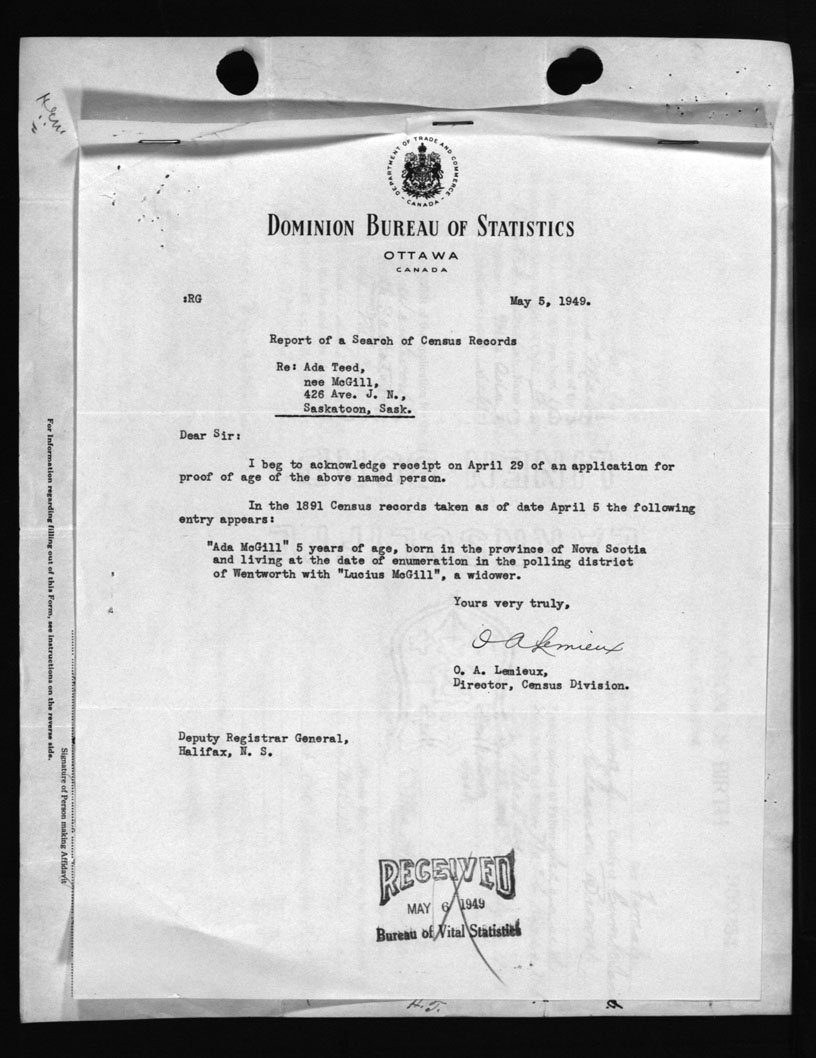 DEPARTMENT OF TRADE AND COMMERCE
CANADA
DOMINION BUREAU OF STATISTICS
OTTAWA
CANADA
:RG May 5, 1949.
Report of a Search of Census Records
Re: Ada Teed,
nee McGill,
426 Ave. J. N.,
Saskatoon, Sask.
Dear Sir:
I beg to acknowledge receipt on April 29 of an application for
proof of age of the above named person.
In the 1891 Census records taken as of date April 5 the following
entry appears:
"Ada McGill" 5 years of age, born in the province of Nova Scotia
and living at the date of enumeration in the polling district
of Wentworth with "Lucius McGill", a widower.
Yours very truly,
O A Lemieux
O. A. Lemieux,
Director, Census Division.
Deputy Registrar General,
Halifax, N. S.
RECEIVED
MAY 6 1949
Bureau of Vital Statistics
For information regarding filling out of this Form, see instructions on the reverse side.
Signature of Person making Affidavit